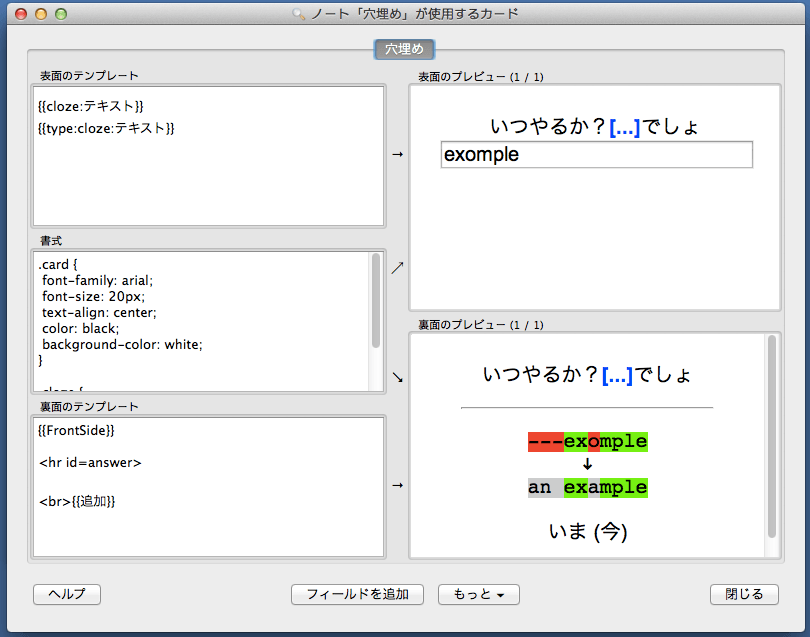 ノート「穴埋め」が使用するカード
穴埋め
表面のテンプレート
{{cloze:テキスト}}
{{type:cloze:テキスト}}
書式
.card {
font-family: arial;
font-size: 20px;
text-align: center;
color: black;
background-color: white;
}
裏面のテンプレート
{{FrontSide}}
<hr id=answer>
<br>{{追加}}
→
↗
↘
→
表面のプレビュー (1 / 1)
いつやるか？[...]でしょ
exomple
裏面のプレビュー (1 / 1)
いつやるか？[...]でしょ
---exomple
↓
an example
いま (今)
ヘルプ
フィールドを追加
もっと
閉じる